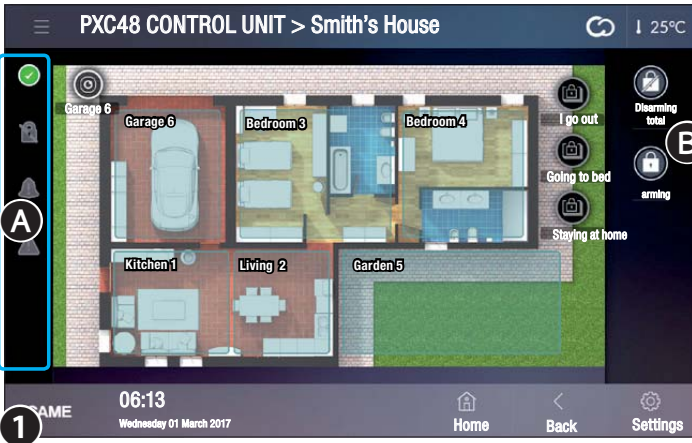 PXC48 CONTROL UNIT > Smith's House
25°C
Garage 6
Garage 6
Bedroom 3
Bedroom 4
I go out
Going to bed
Staying at home
Disarming
total
B
arming
A
Kitchen 1
Living 2
Garden 5
1
AME
06:13
Wednesday 01 March 2017
Home
Back
Settings